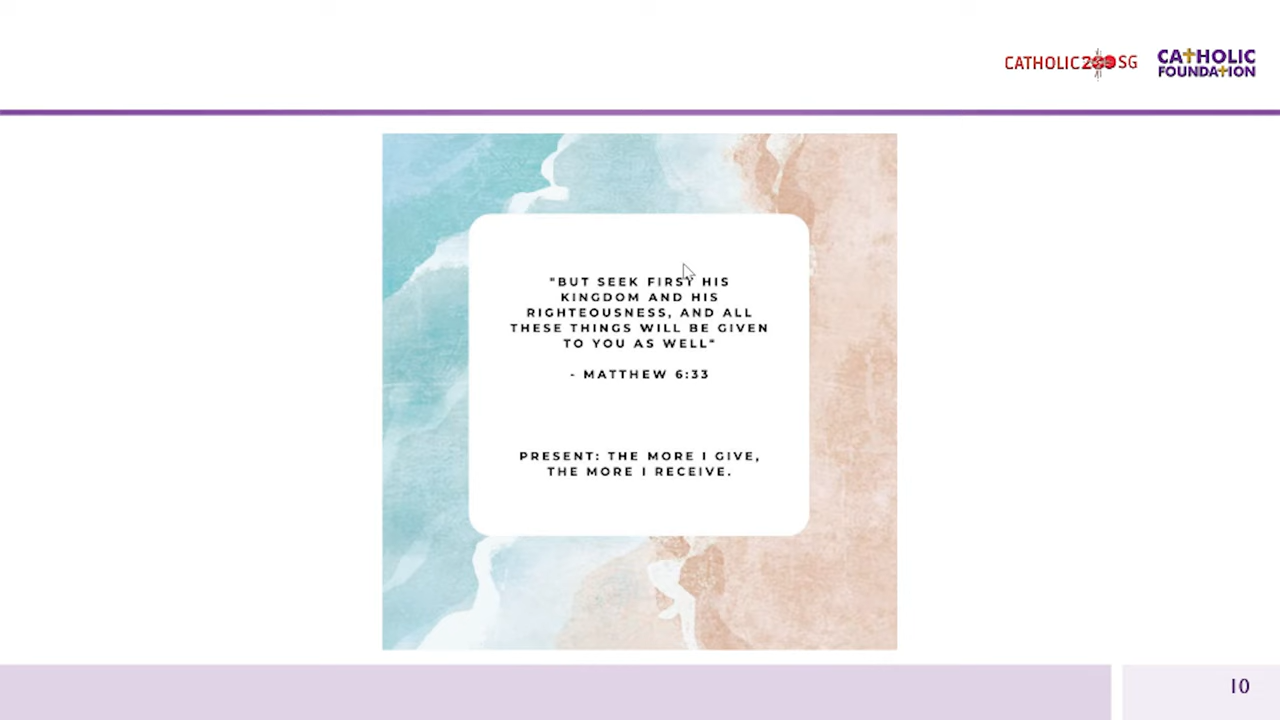 CATHOLIC200SG
CATHOLIC
FOUNDATION
"BUT SEEK FIRST HIS
KINGDOM AND HIS
RIGHTEOUSNESS, AND ALL
THESE THINGS WILL BE GIVEN
TO YOU AS WELL"
- MATTHEW 6:33
PRESENT: THE MORE I GIVE,
THE MORE I RECEIVE.
10